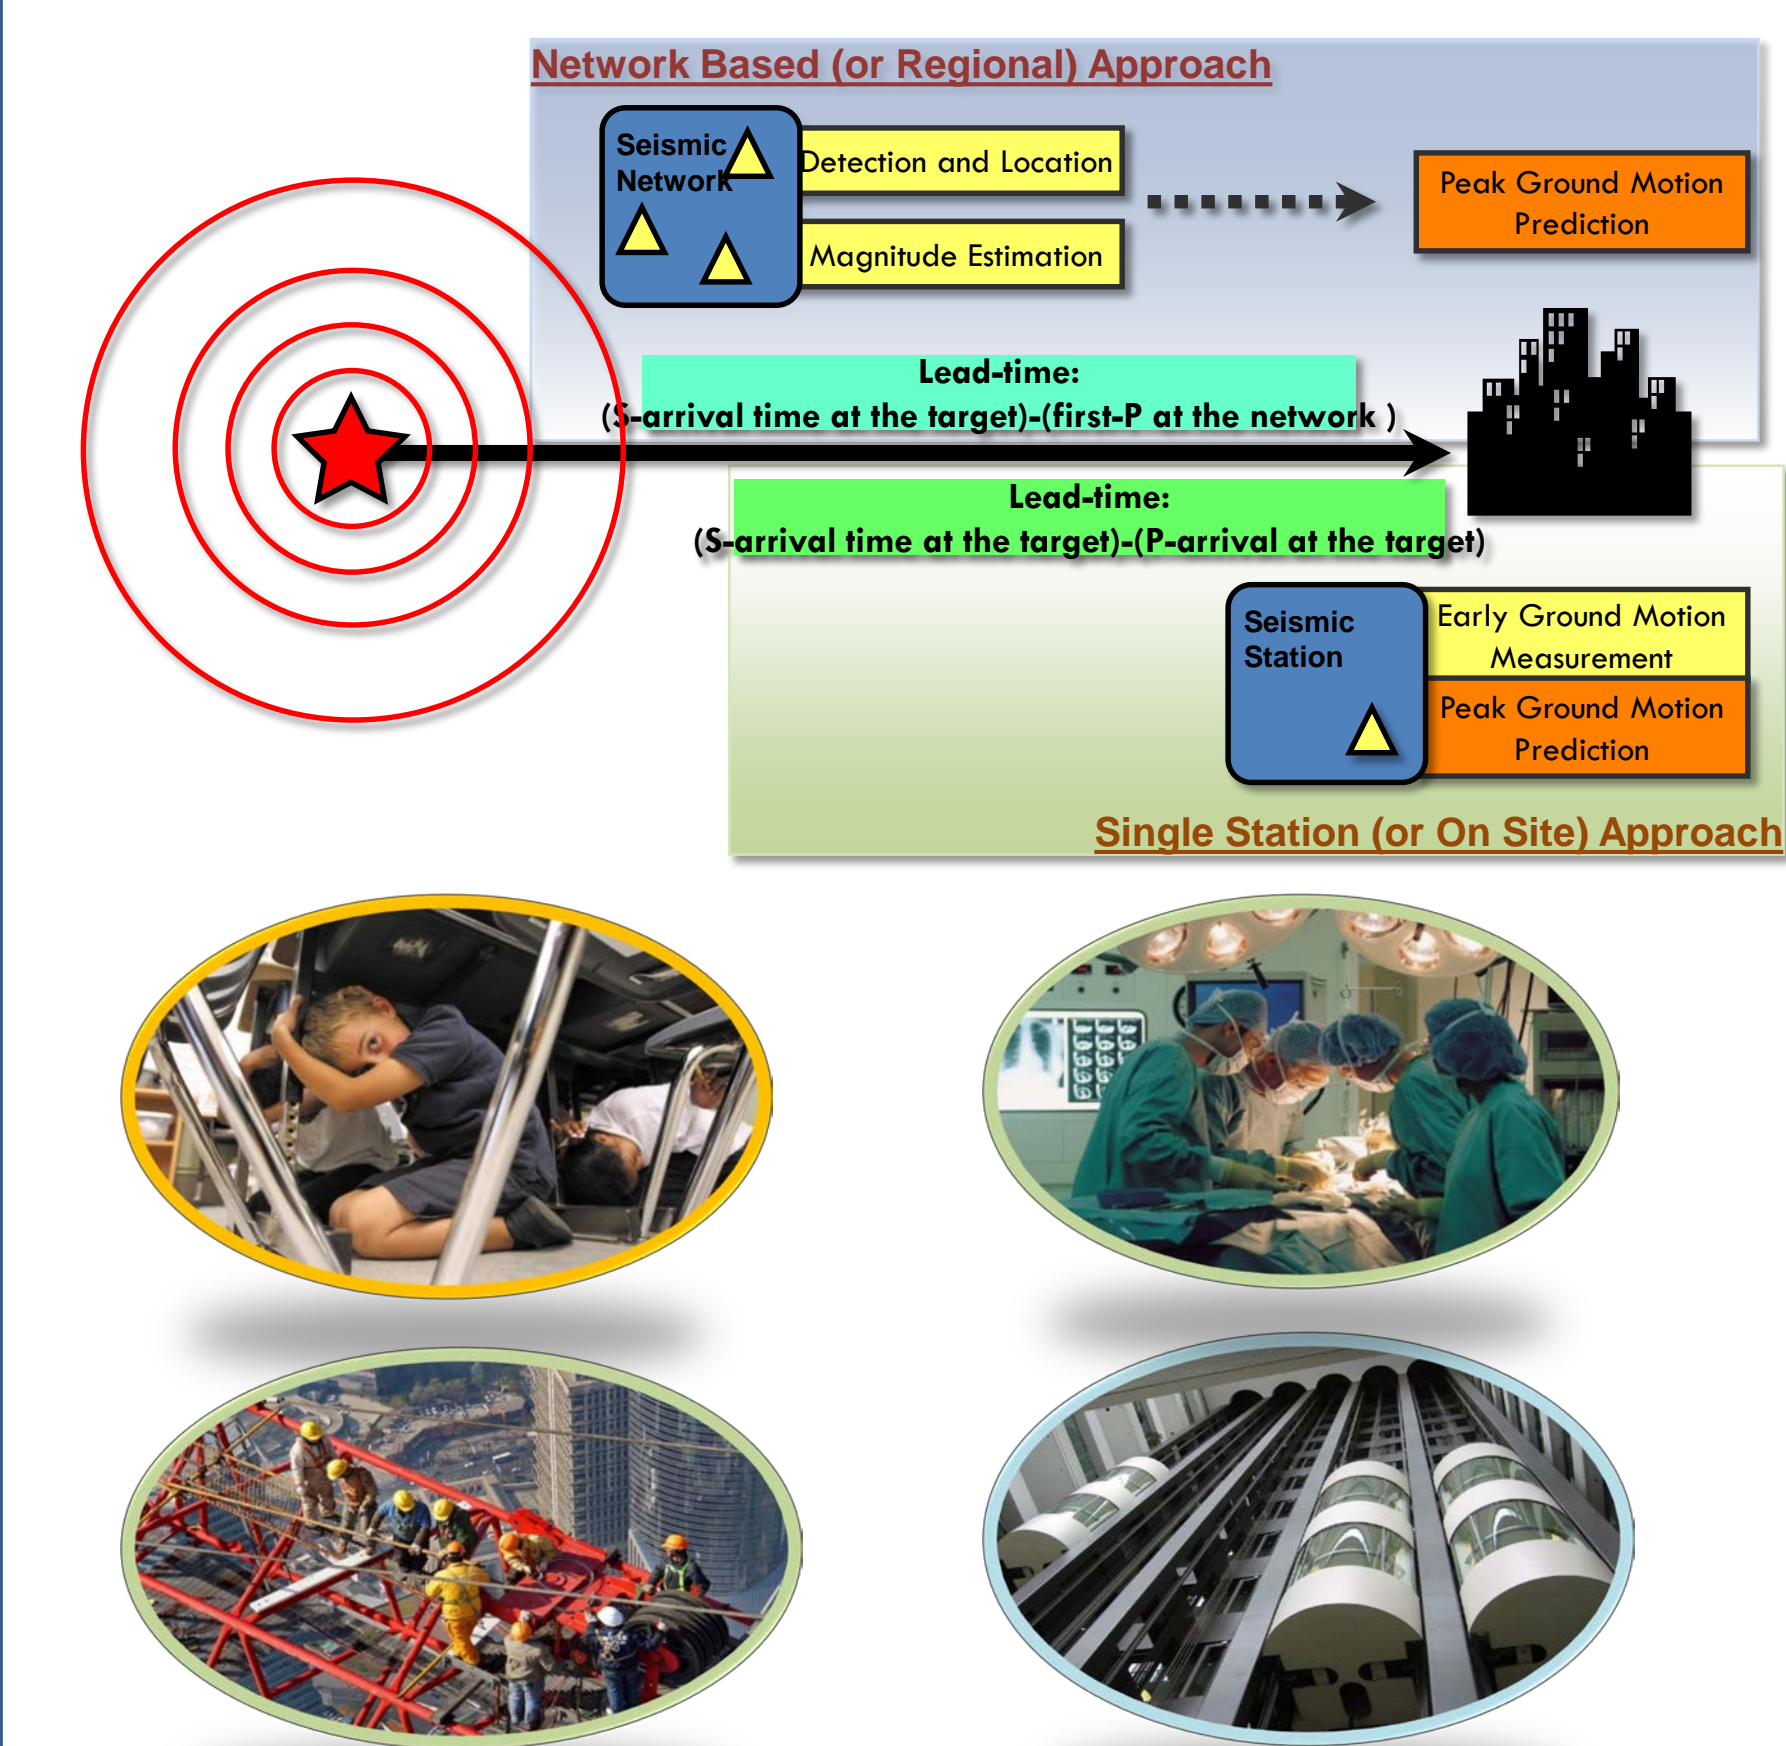 Network Based (or Regional) Approach
Seismic
Network
Detection and Location
Magnitude Estimation
Peak Ground Motion
Prediction
Lead-time:
(S-arrival time at the target)-(first-P at the network )
Lead-time:
(S-arrival time at the target)-(P-arrival at the target)
Seismic
Station
Early Ground Motion
Measurement
Peak Ground Motion
Prediction
Single Station (or On Site) Approach